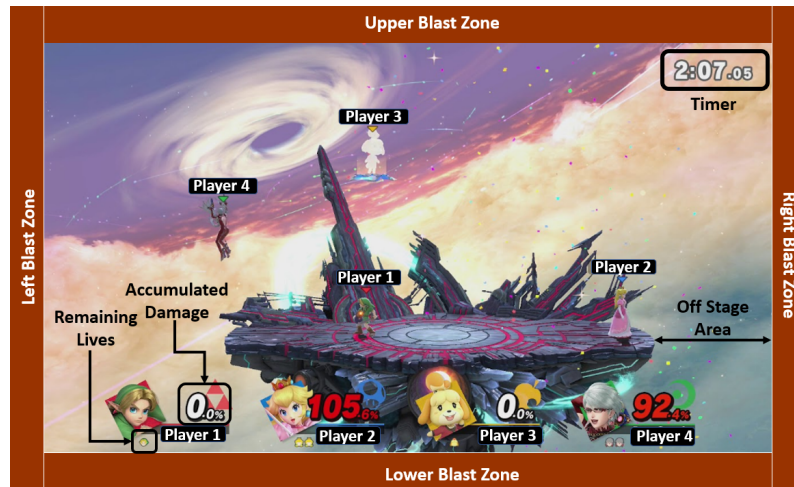 Upper Blast Zone
2:07.05
Timer
Player 3
Player 4
Left Blast Zone
Right Blast Zone
Player 1
Player 2
Accumulated
Damage
Remaining
Lives
Off Stage
Area
0.0%
105.6%
0.0%
92.4%
Player 1
Player 2
Player 3
Player 4
Lower Blast Zone